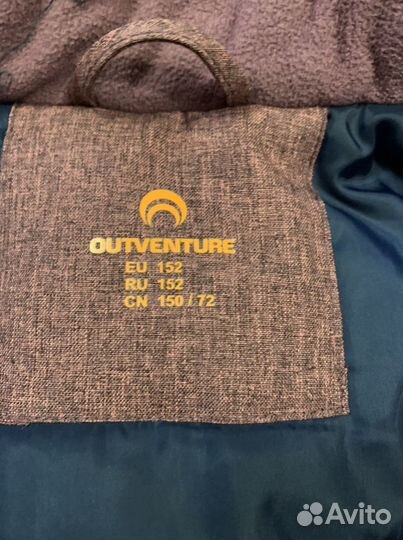 OUTVENTURE
EU 152
RU 152
CN 150 / 72
Avito